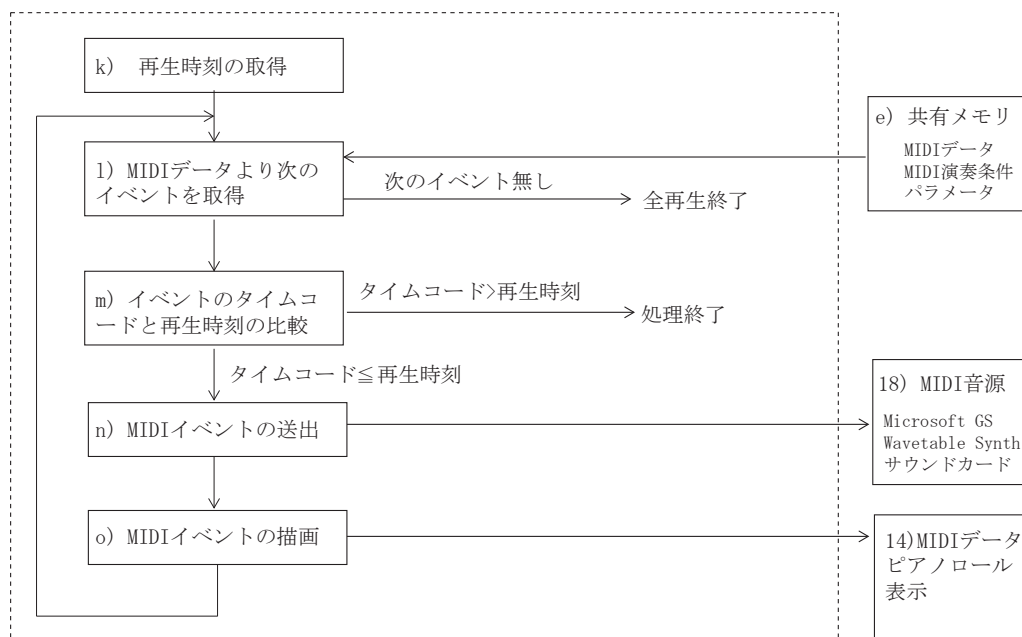 k) 再生時刻の取得
e) 共有メモリ
MIDIデータ
MIDI演奏条件
パラメータ
l) MIDIデータより次の
イベントを取得
次のイベント無し
全再生終了
m) イベントのタイムコ
ードと再生時刻の比較
タイムコード>再生時刻
処理終了
タイムコード≦再生時刻
18) MIDI音源
Microsoft GS
Wavetable Synth
サウンドカード
n) MIDIイベントの送出
o) MIDIイベントの描画
14)MIDIデータ
ピアノロール
表示